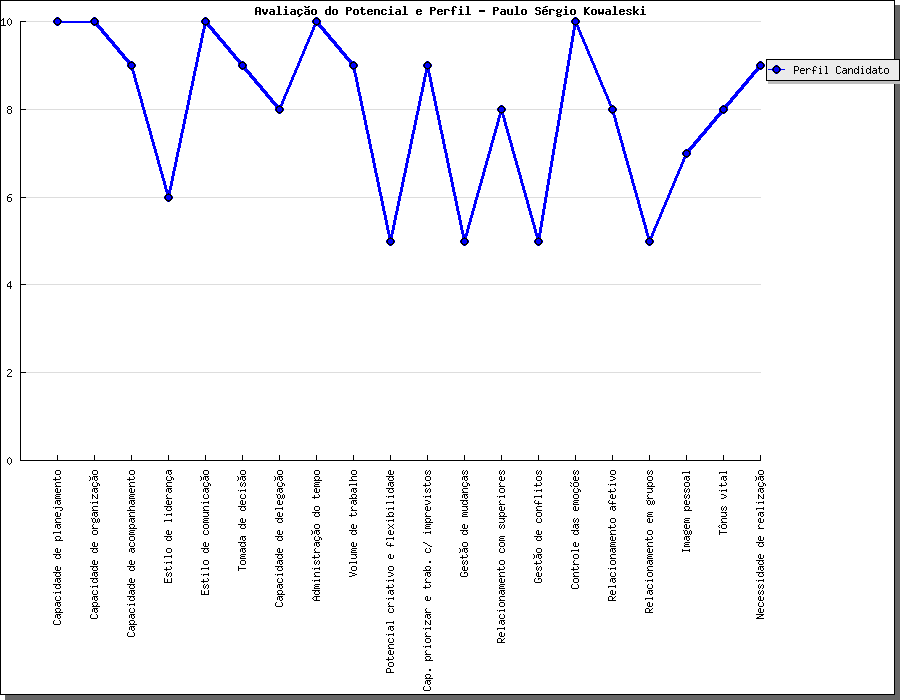 Avaliação do Potencial e Perfil - Paulo Sérgio Kowaleski
10
8
6
4
2
0
Perfil Candidato
Capacidade de planejamento
Capacidade de organização
Capacidade de acompanhamento
Estilo de liderança
Estilo de comunicação
Tomada de decisão
Capacidade de delegação
Administração do tempo
Volume de trabalho
Potencial criativo e flexibilidade
Cap. priorizar e trab. c/ imprevistos
Gestão de mudanças
Relacionamento com superiores
Gestão de conflitos
Controle das emoções
Relacionamento afetivo
Relacionamento em grupos
Imagem pessoal
Tônus vital
Necessidade de realização